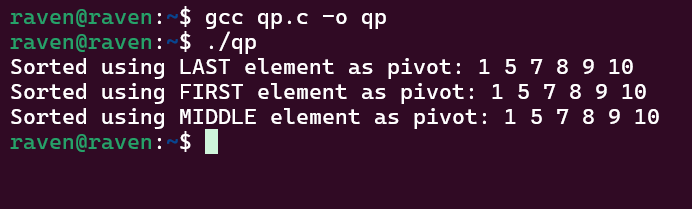 raven@raven:~$ gcc qp.c -o qp
raven@raven:~$ ./qp
Sorted using LAST element as pivot: 1 5 7 8 9 10
Sorted using FIRST element as pivot: 1 5 7 8 9 10
Sorted using MIDDLE element as pivot: 1 5 7 8 9 10
raven@raven:~$